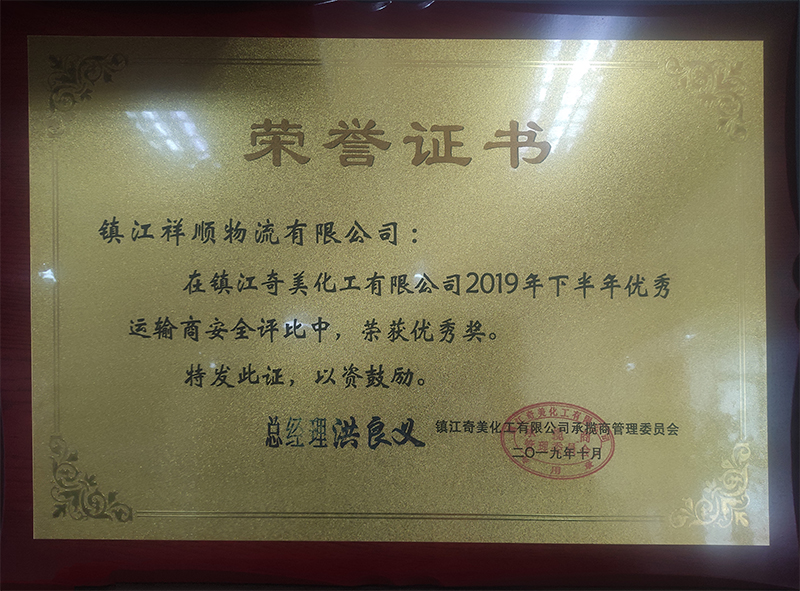 荣誉证书
镇江祥顺物流有限公司：
在镇江奇美化工有限公司2019年下半年优秀
运输商安全评比中，荣获优秀奖。
特发此证，以资鼓励。
总经理 洪良义
镇江奇美化工有限公司承揽商管理委员会
二〇一九年十月